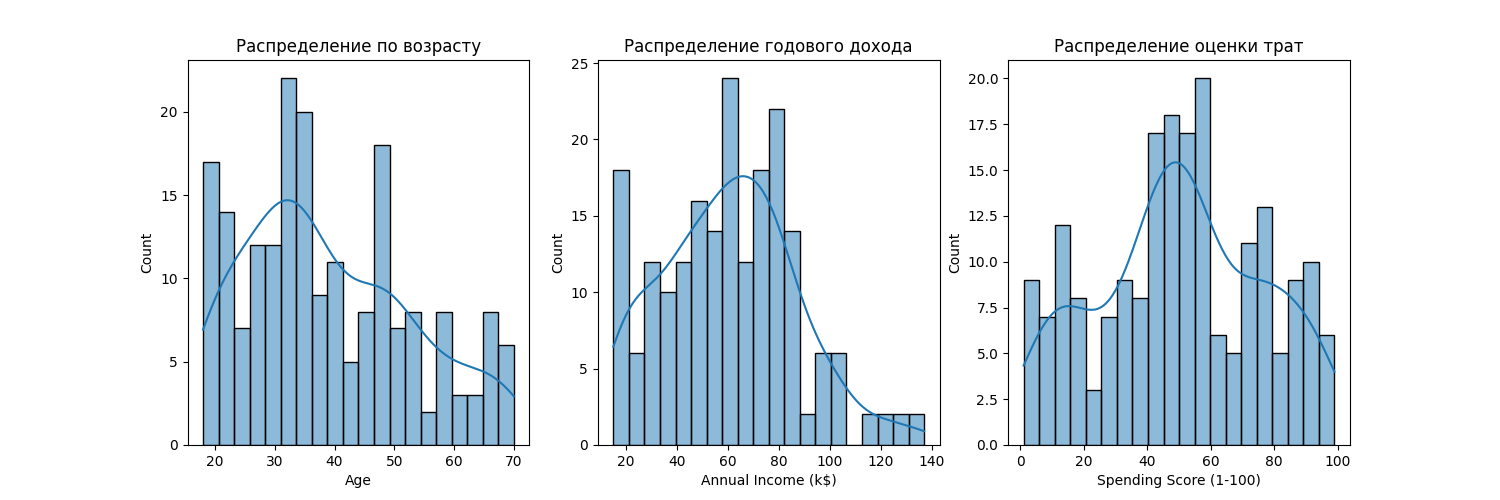 Распределение по возрасту
Count
20
15
10
5
0
20 30 40 50 60 70
Age
Распределение годового дохода
Count
25
20
15
10
5
0
20 40 60 80 100 120 140
Annual Income (k$)
Распределение оценки трат
Count
20.0
17.5
15.0
12.5
10.0
7.5
5.0
2.5
0.0
0 20 40 60 80 100
Spending Score (1-100)